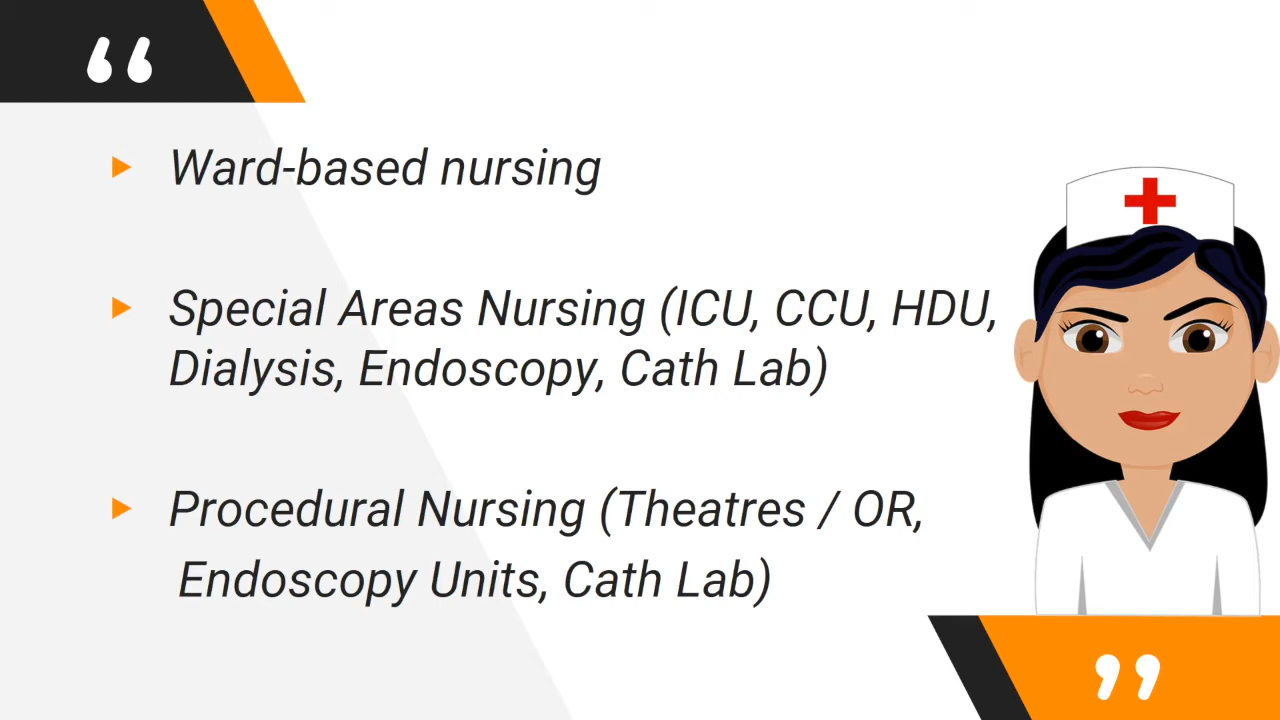 Ward-based nursing
Special Areas Nursing (ICU, CCU, HDU,
Dialysis, Endoscopy, Cath Lab)
Procedural Nursing (Theatres / OR,
Endoscopy Units, Cath Lab)